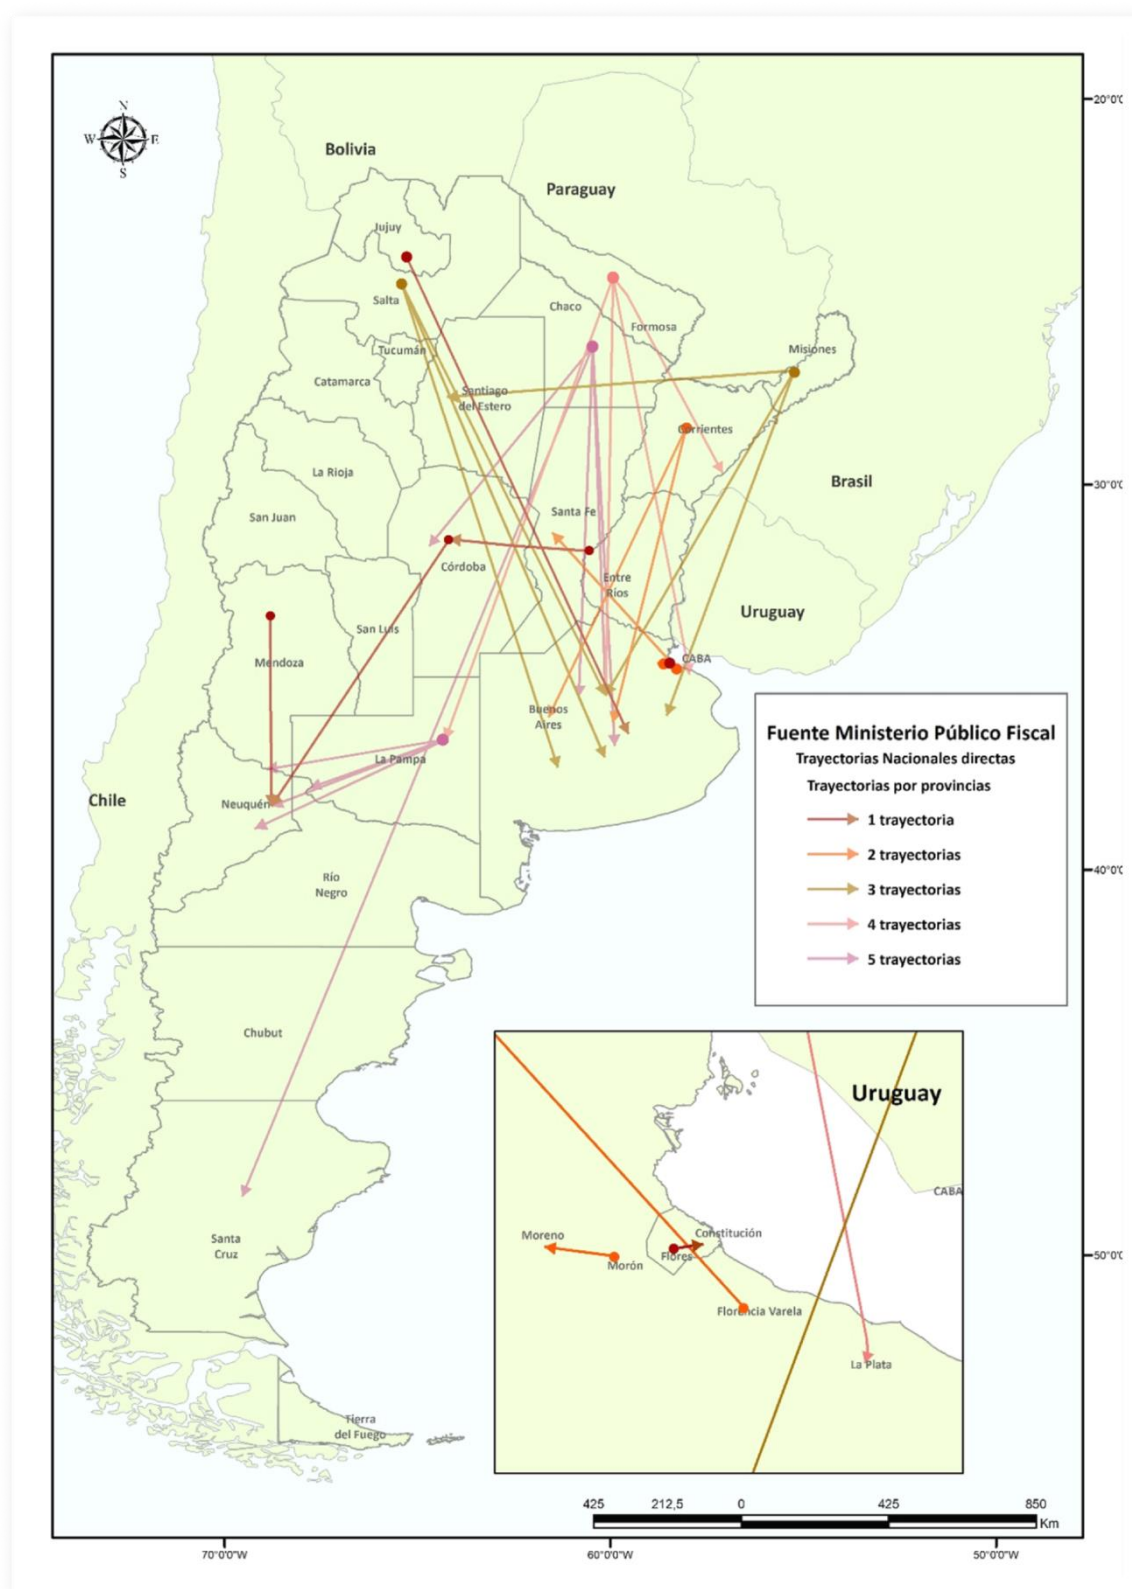 N
W
E
S
20°0'0
Bolivia
Paraguay
Jujuy
Salta
Chaco
Formosa
Misiones
Tucumán
Catamarca
Santiago
del Estero
Corrientes
La Rioja
Brasil
30°0'0
San Juan
Santa Fe
Córdoba
Entre
Ríos
Uruguay
San Luis
Mendoza
CABA
Buenos
Aires
La Pampa
Chile
Neuquén
Fuente Ministerio Público Fiscal
Trayectorias Nacionales directas
Trayectorias por provincias
1 trayectoria
2 trayectorias
3 trayectorias
4 trayectorias
5 trayectorias
40°0'0
Río
Negro
Chubut
Uruguay
CABA
Santa
Cruz
Moreno
Constitución
Flores
Morón
50°0'0
Florencia Varela
La Plata
Tierra
del Fuego
425 212,5 0 425 850
Km
70°0'0"W 60°0'0"W 50°0'0"W